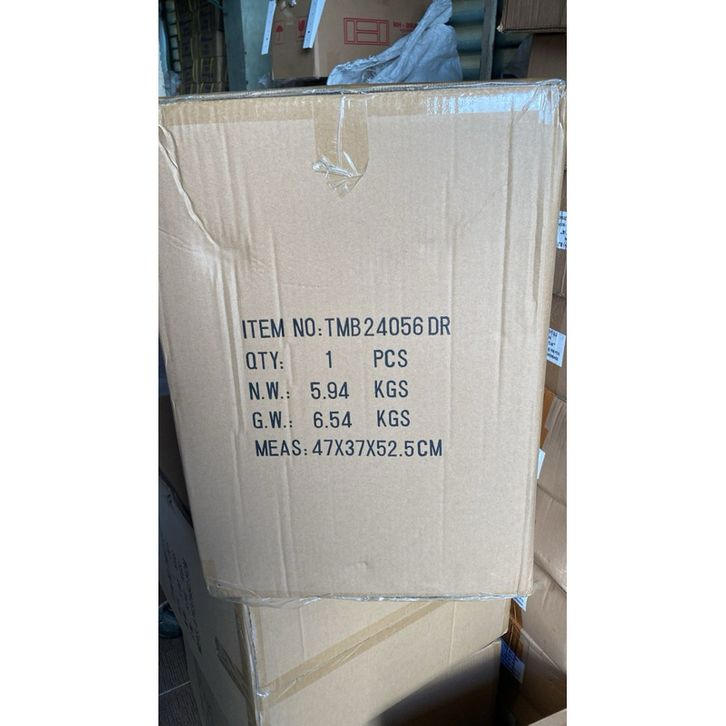 ITEM NO: TMB24056DR
QTY: 1 PCS
N.W.: 5.94 KGS
G.W.: 6.54 KGS
MEAS: 47X37X52.5CM